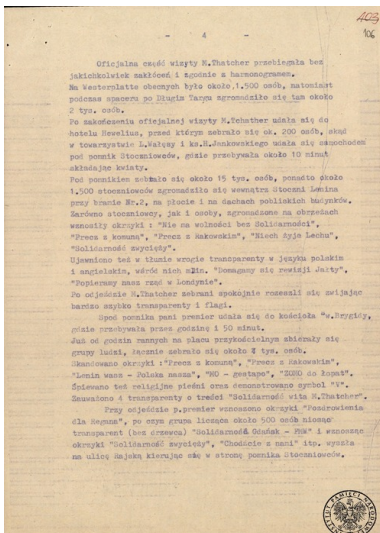 403
106
- 4 -
Oficjalna część wizyty M.Thatcher przebiegała bez
jakichkolwiek zakłóceń i zgodnie z harmonogramem.
Na Westerplatte obecnych było około 1.500 osób, natomiast
podczas spaceru po Długim Targu zgromadziło się tam około
2 tys. osób.
Po zakończeniu oficjalnej wizyty M.Tchather udała się do
hotelu Hewelius, przed którym zebrało się ok. 200 osób, skąd
w towarzystwie L.Wałęsy i ks.H.Jankowskiego udała się samochodem
pod pomnik Stoczniowców, gdzie przebywała około 10 minut
składając kwiaty.
Pod pomnikiem zebrało się około 15 tys. osób, ponadto około
1.500 stoczniowców zgromadziło się wewnątrz Stoczni Lenina
przy bramie Nr.2, na płocie i na dachach pobliskich budynków.
Zarówno stoczniowcy, jak i osoby, zgromadzone na obrzeżach
wznosiły okrzyki : "Nie ma wolności bez Solidarności",
"Precz z komuną", "Precz z Rakowskim", "Niech żyje Lechu",
"Solidarność zwycięży".
Ujawniono też w tłumie wrogie transparenty w języku polskim
i angielskim, wśród nich m.in. "Domagamy się rewizji Jałty",
"Popieramy nasz rząd w Londynie".
Po odjeździe M.Thatcher zebrani spokojnie rozeszli się zwijając
bardzo szybko transparenty i flagi.
Spod pomnika pani premier udała się do kościoła "w.Brygidy,
gdzie przebywała przez godzinę i 50 minut.
Już od godzin rannych na placu przykościelnym zbierały się
grupy ludzi, łącznie zebrało się około 7 tys. osób.
Skandowano okrzyki :"Precz z komuną", "Precz z Rakowskim",
"Lenin wasz - Polska nasza", "MO - gestapo", "ZOMO do łopat".
Śpiewano też religijne pieśni oraz demonstrowano symbol "V".
Zauważono 4 transparenty o treści "Solidarność wita M.Thatcher".
Przy odjeździe p.premier wznoszono okrzyki "Pozdrowienia
dla Regana", po czym grupa licząca około 500 osób niosąc
transparent (bez drzewca) "Solidarność Gdańsk - PNW" i wznosząc
okrzyki "Solidarność zwycięży", "Chodźcie z nami" itp. wyszła
na ulicę Rajską kierując się w stronę pomnika Stoczniowców.